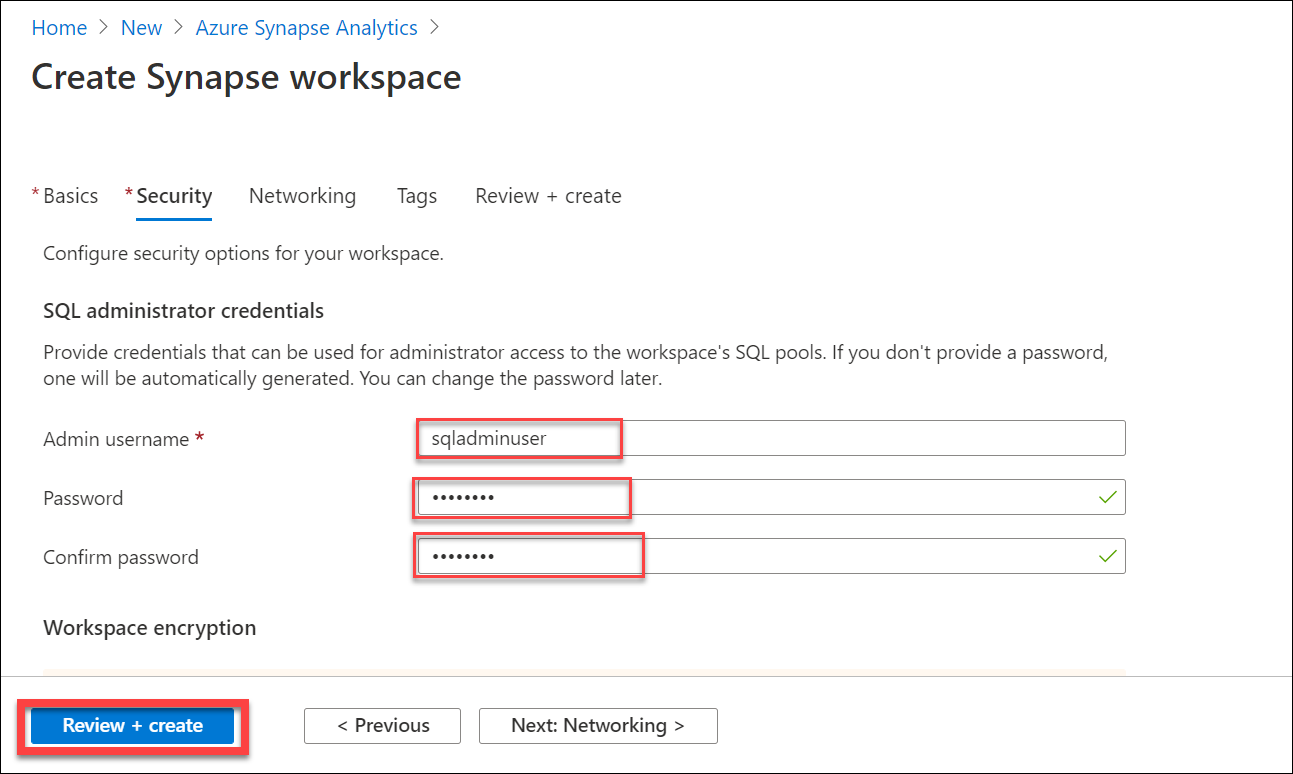 Home > New > Azure Synapse Analytics >
Create Synapse workspace
* Basics * Security Networking Tags Review + create
Configure security options for your workspace.
SQL administrator credentials
Provide credentials that can be used for administrator access to the workspace's SQL pools. If you don't provide a password,
one will be automatically generated. You can change the password later.
Admin username * sqladminuser
Password ••••••••
Confirm password ••••••••
Workspace encryption
Review + create < Previous Next: Networking >